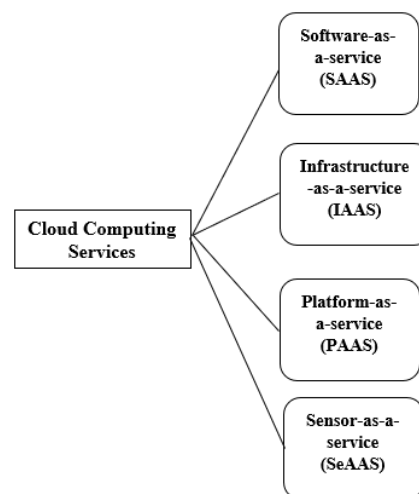 Software-as-
a-service
(SAAS)
Infrastructure
-as-a-service
(IAAS)
Cloud Computing
Services
Platform-as-
a-service
(PAAS)
Sensor-as-a-
service
(SeAAS)